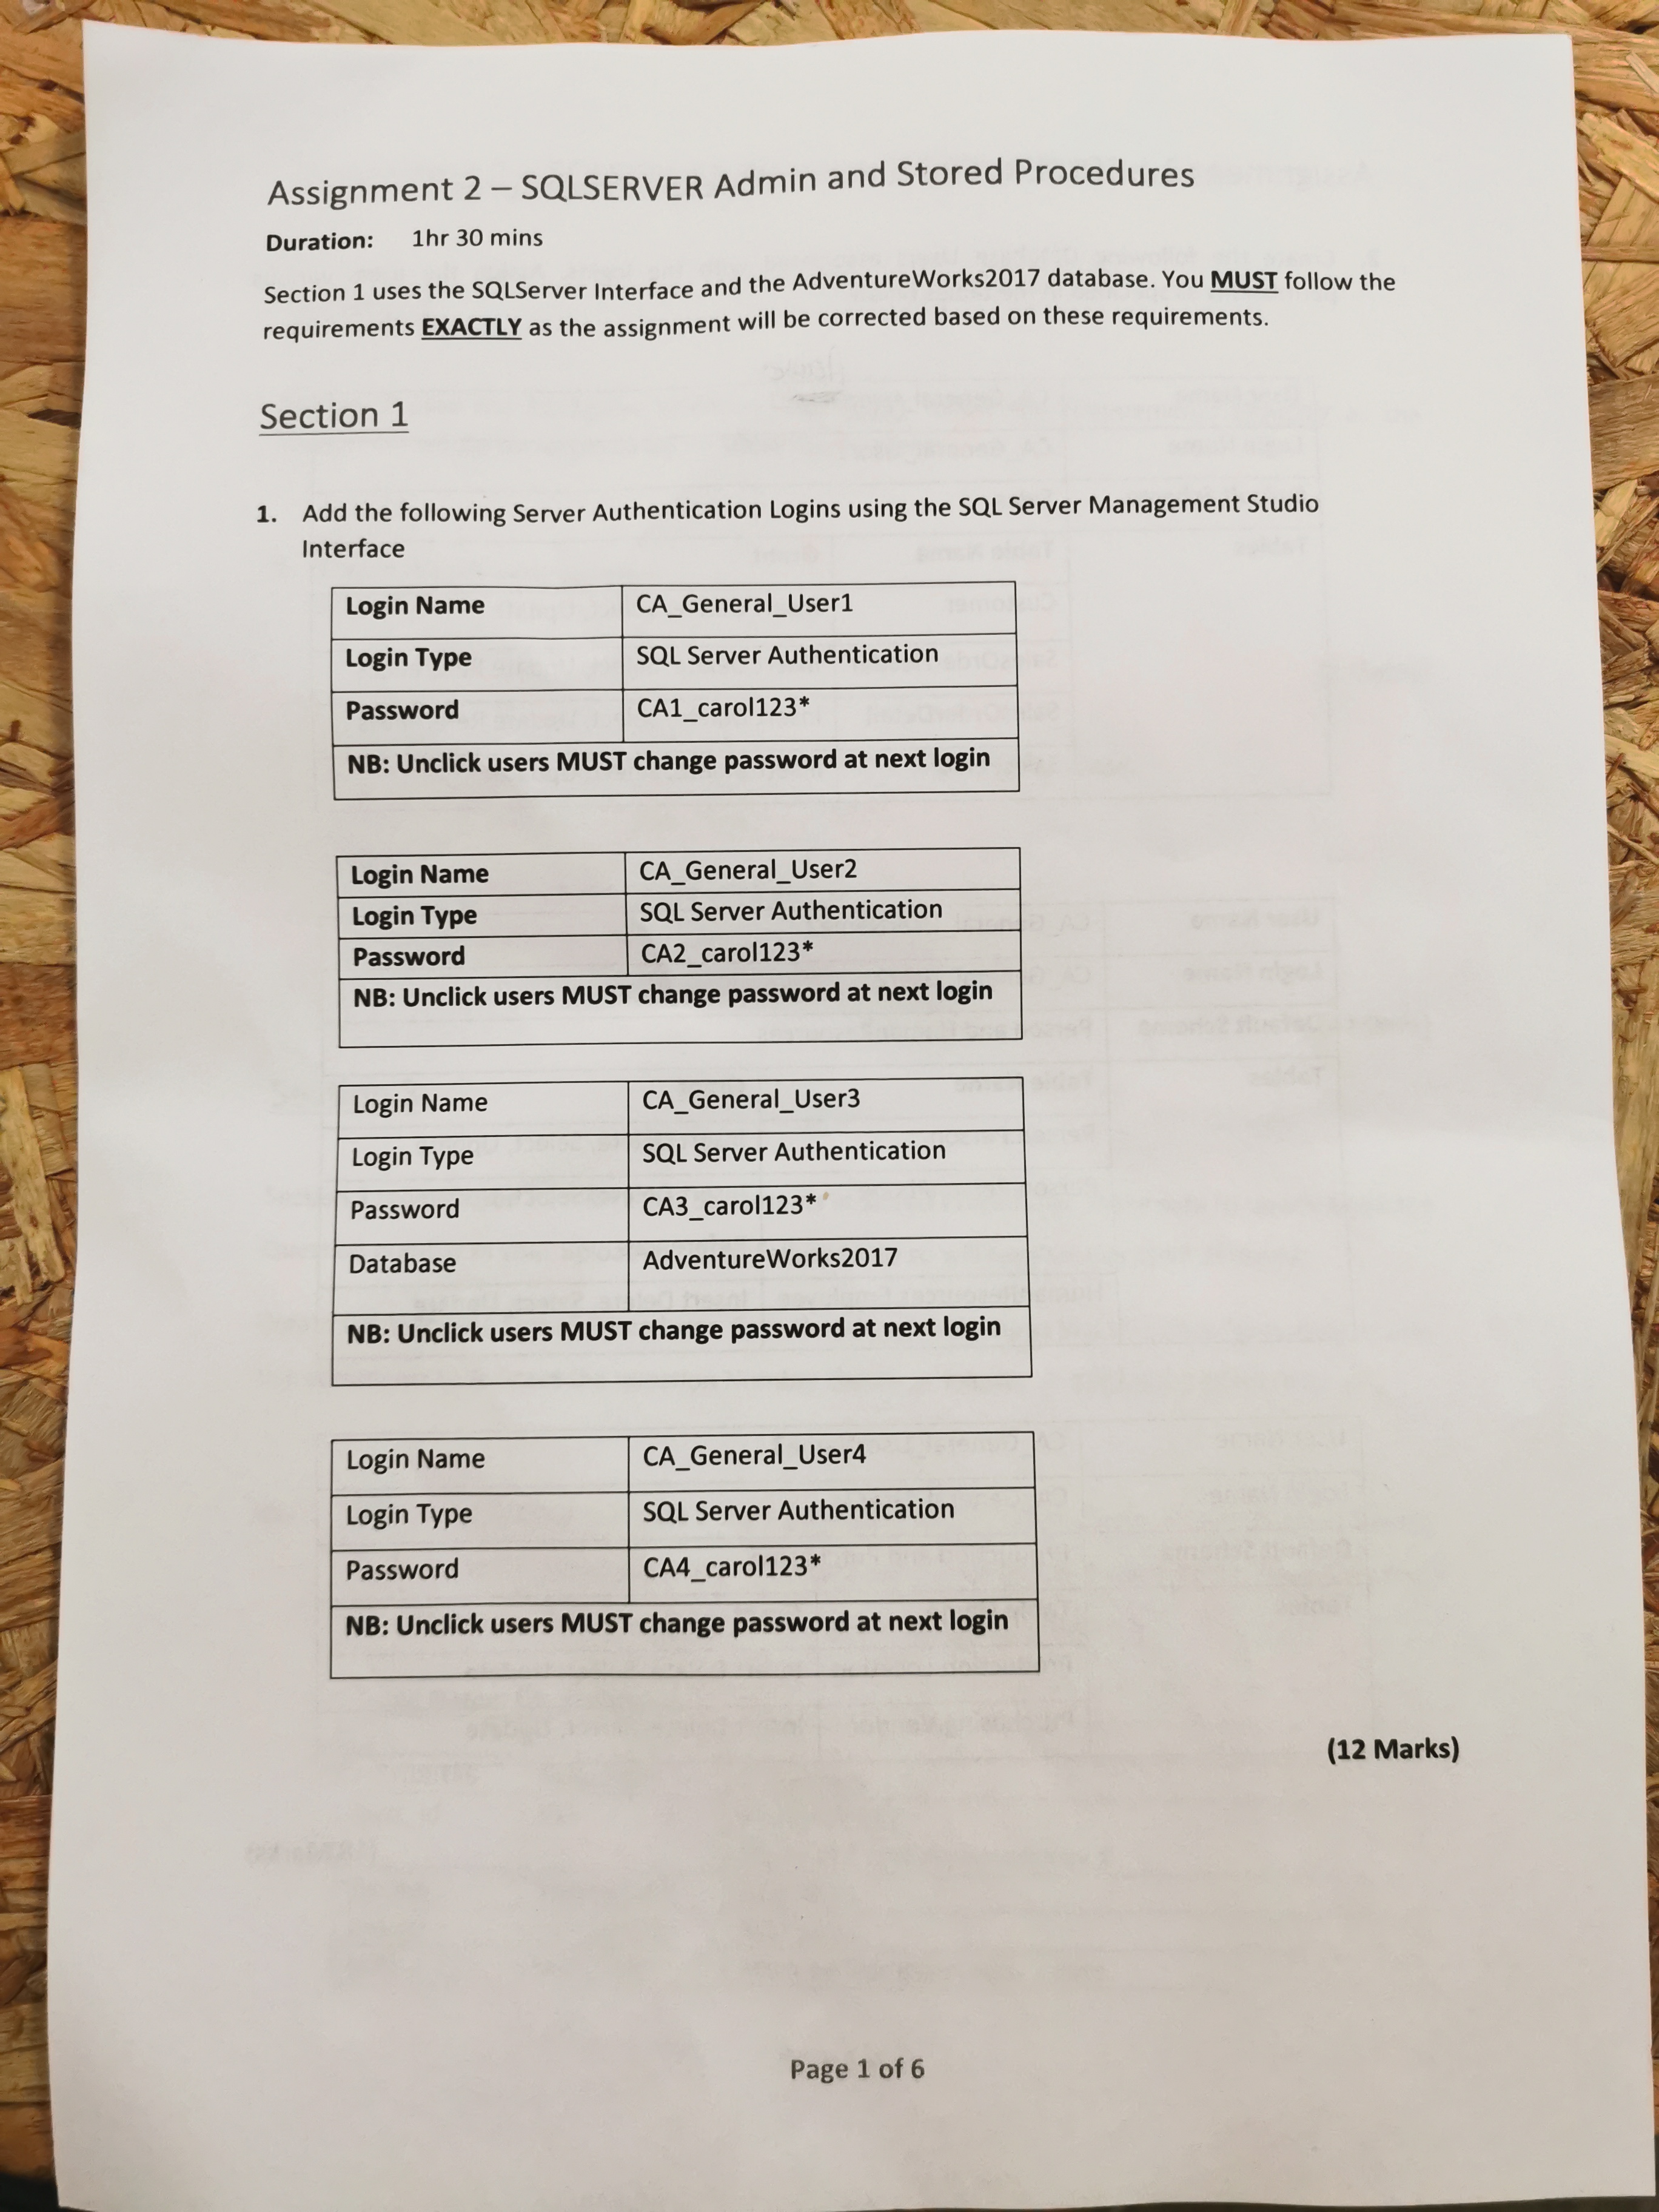 Assignment 2 – SQLSERVER Admin and Stored Procedures
Duration: 1hr 30 mins
Section 1 uses the SQLServer Interface and the AdventureWorks2017 database. You MUST follow the
requirements EXACTLY as the assignment will be corrected based on these requirements.
Section 1
1. Add the following Server Authentication Logins using the SQL Server Management Studio
Interface
Login Name CA_General_User1
Login Type SQL Server Authentication
Password CA1_carol123*
NB: Unclick users MUST change password at next login
Login Name CA_General_User2
Login Type SQL Server Authentication
Password CA2_carol123*
NB: Unclick users MUST change password at next login
Login Name CA_General_User3
Login Type SQL Server Authentication
Password CA3_carol123*
Database AdventureWorks2017
NB: Unclick users MUST change password at next login
Login Name CA_General_User4
Login Type SQL Server Authentication
Password CA4_carol123*
NB: Unclick users MUST change password at next login
(12 Marks)
Page 1 of 6